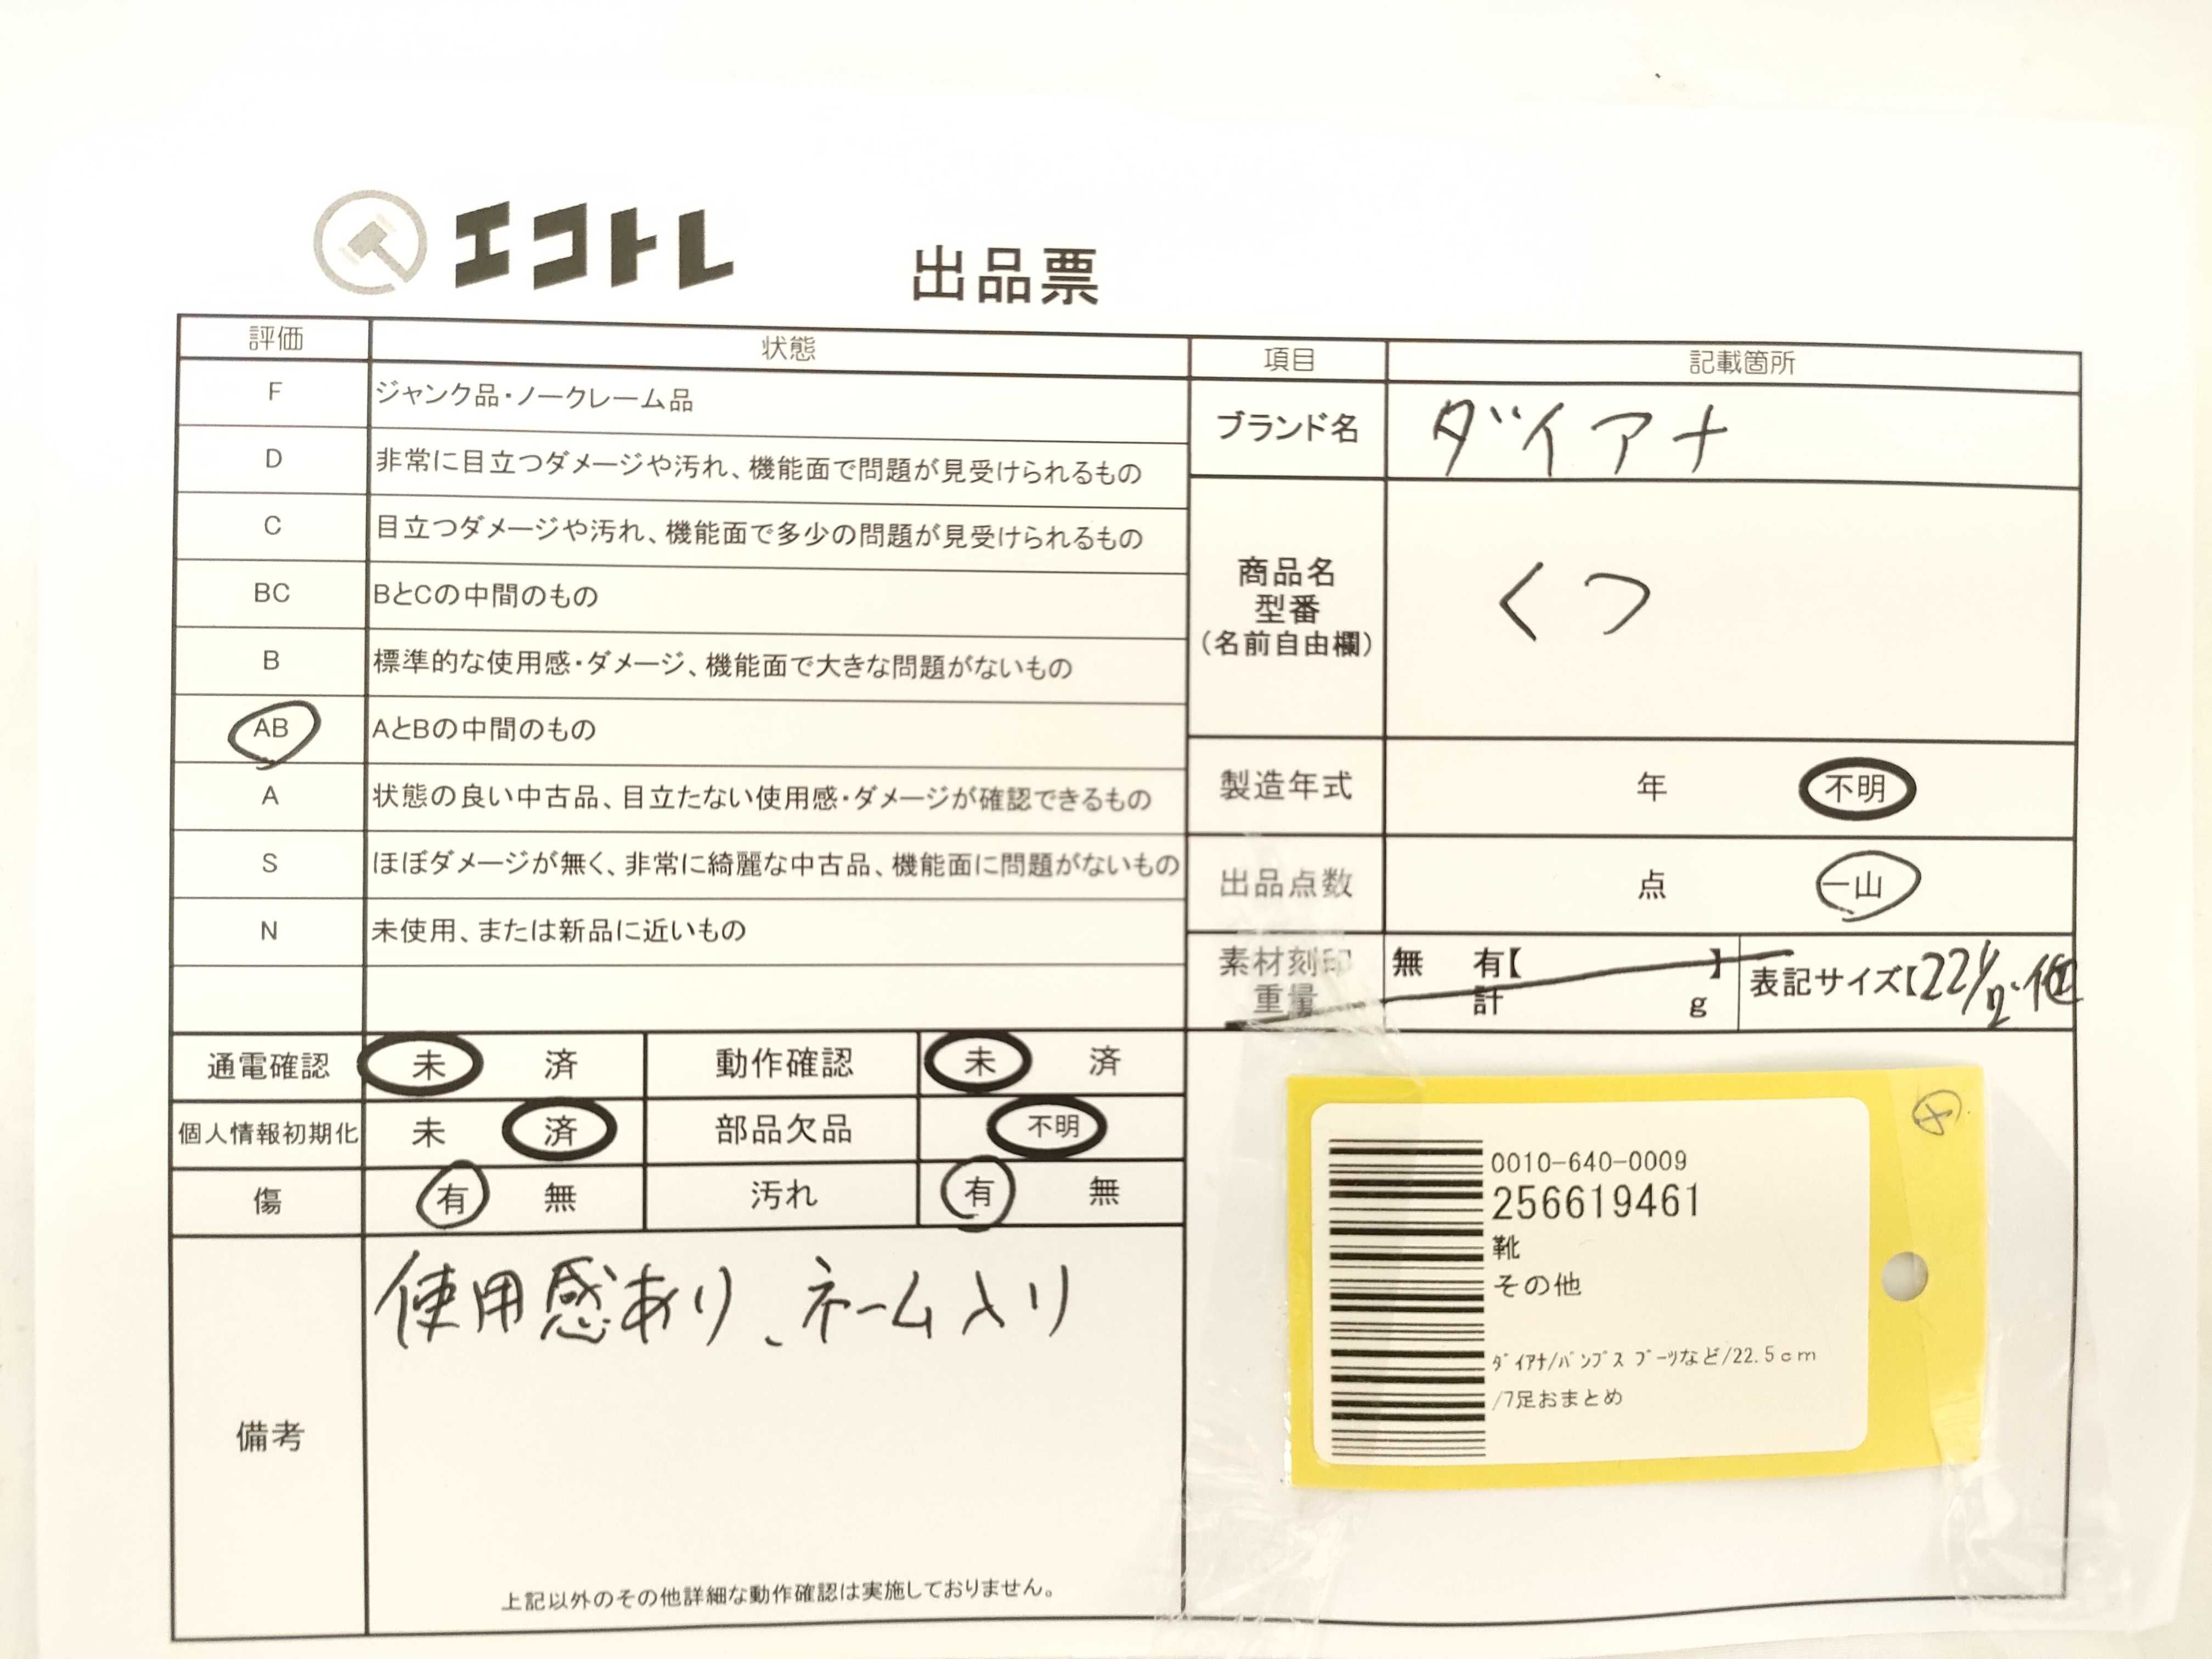 エコトレ 出品票
評価 状態 項目 記載箇所
F ジャンク品・ノークレーム品
D 非常に目立つダメージや汚れ、機能面で問題が見受けられるもの
C 目立つダメージや汚れ、機能面で多少の問題が見受けられるもの
BC BとCの中間のもの
B 標準的な使用感・ダメージ、機能面で大きな問題がないもの
AB AとBの中間のもの
A 状態の良い中古品、目立たない使用感・ダメージが確認できるもの
S ほぼダメージが無く、非常に綺麗な中古品、機能面に問題がないもの
N 未使用、または新品に近いもの
ブランド名 ダイアナ
商品名
型番
(名前自由欄)
くつ
製造年式 年 不明
出品点数 点 一山
素材刻印 無 有【 】
重量 計 g
表記サイズ【22 1/2・他
通電確認 未 済 動作確認 未 済
個人情報初期化 未 済 部品欠品 不明
傷 有 無 汚れ 有 無
備考
使用感あり、ネーム入り
上記以外のその他詳細な動作確認は実施しておりません。
0010-640-0009
256619461
靴
その他
ﾀﾞｲｱﾅ/ﾊﾟﾝﾌﾟｽ ﾌﾞｰﾂなど/22.5cm
/7足おまとめ